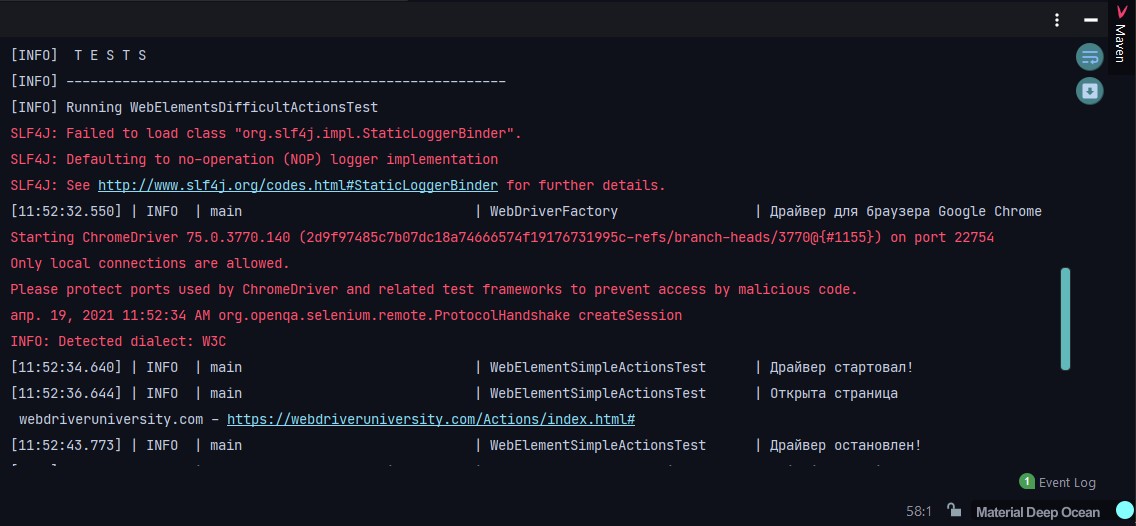 Maven
[INFO]  T E S T S
[INFO] -------------------------------------------------------
[INFO] Running WebElementsDifficultActionsTest
SLF4J: Failed to load class "org.slf4j.impl.StaticLoggerBinder".
SLF4J: Defaulting to no-operation (NOP) logger implementation
SLF4J: See http://www.slf4j.org/codes.html#StaticLoggerBinder for further details.
[11:52:32.550] | INFO  | main                             | WebDriverFactory                 | Драйвер для браузера Google Chrome
Starting ChromeDriver 75.0.3770.140 (2d9f97485c7b07dc18a74666574f19176731995c-refs/branch-heads/3770@{#1155}) on port 22754
Only local connections are allowed.
Please protect ports used by ChromeDriver and related test frameworks to prevent access by malicious code.
апр. 19, 2021 11:52:34 AM org.openqa.selenium.remote.ProtocolHandshake createSession
INFO: Detected dialect: W3C
[11:52:34.640] | INFO  | main                             | WebElementSimpleActionsTest      | Драйвер стартовал!
[11:52:36.644] | INFO  | main                             | WebElementSimpleActionsTest      | Открыта страница
 webdriveruniversity.com – https://webdriveruniversity.com/Actions/index.html#
[11:52:43.773] | INFO  | main                             | WebElementSimpleActionsTest      | Драйвер остановлен!
1 Event Log
58:1 Material Deep Ocean